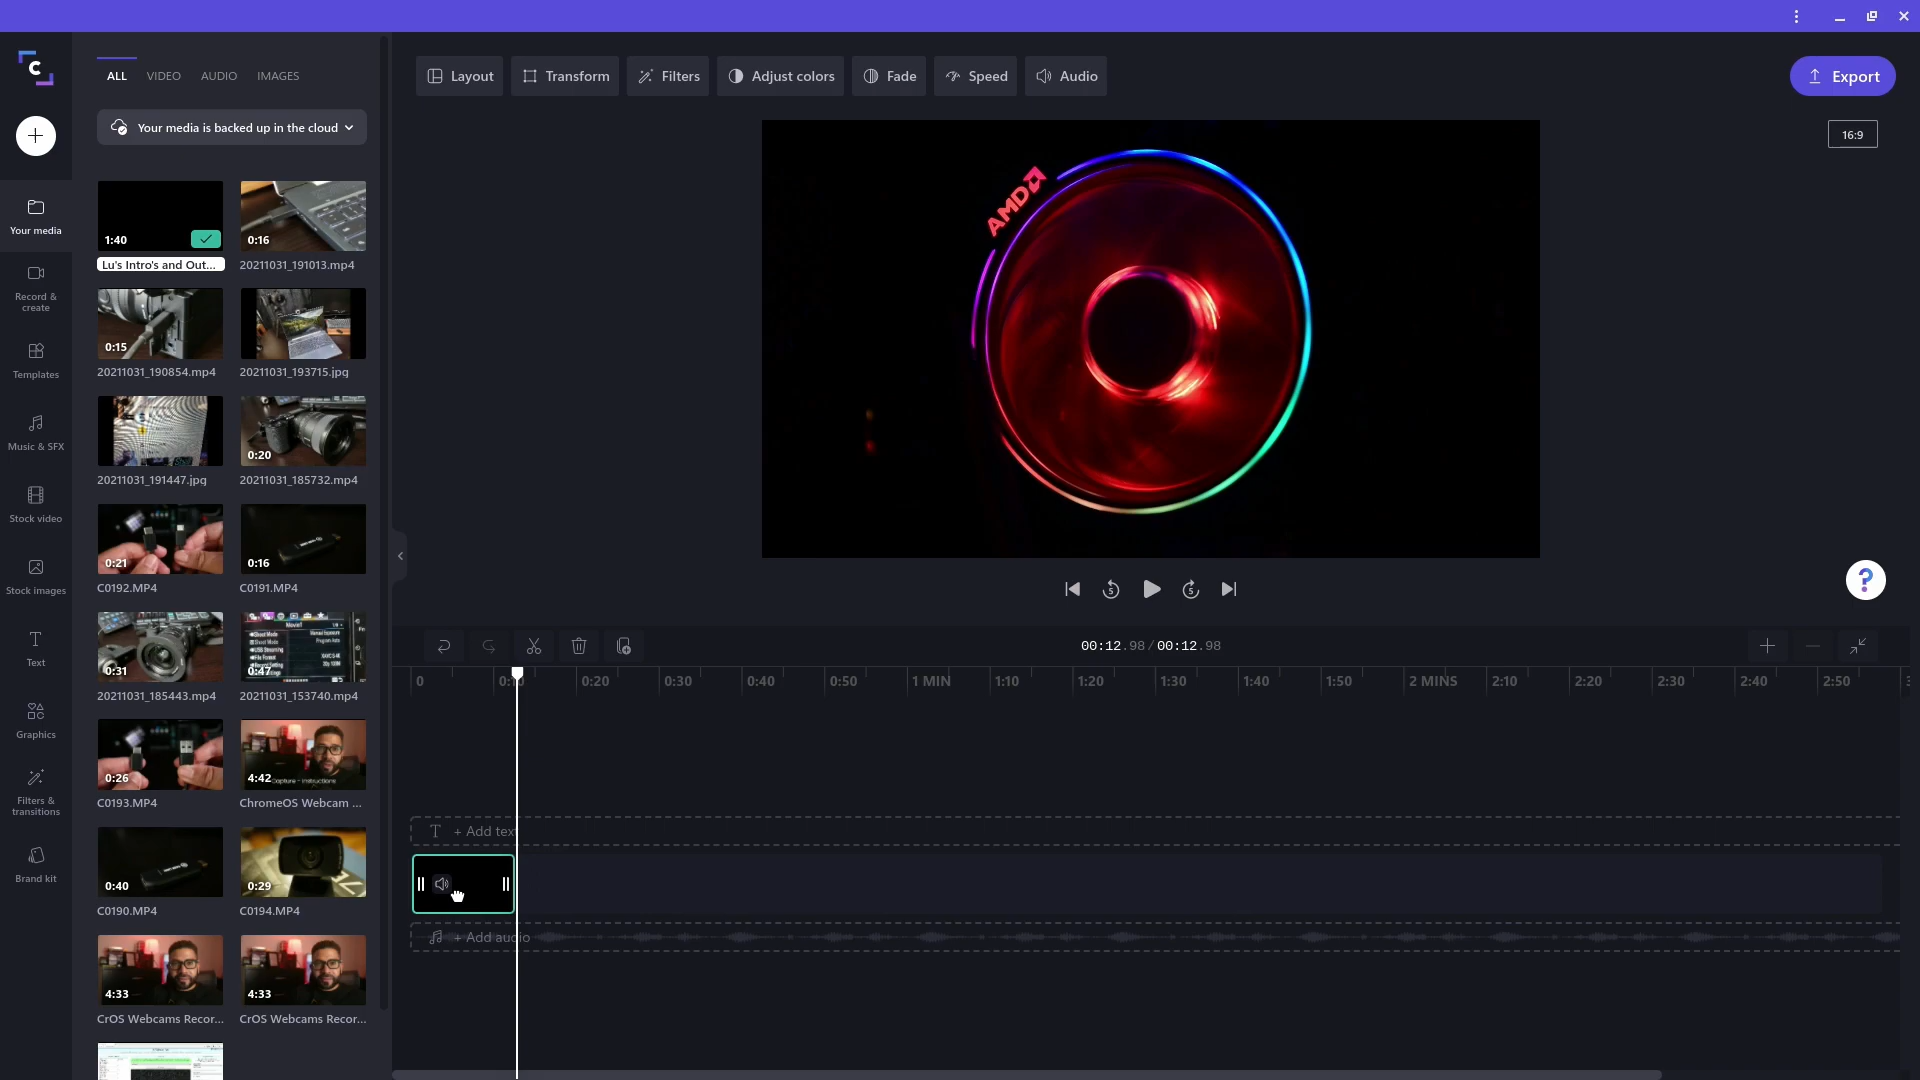 C
ALL VIDEO AUDIO IMAGES
Your media is backed up in the cloud
Your media
Record &
create
Templates
Music & SFX
Stock video
Stock images
Text
Graphics
Filters &
transitions
Brand kit
1:40 0:16
Lu's Intro's and Out... 20211031_191013.mp4
0:15
20211031_190854.mp4 20211031_193715.jpg
0:20
20211031_191447.jpg 20211031_185732.mp4
0:21 0:16
C0192.MP4 C0191.MP4
0:31 0:47
20211031_185443.mp4 20211031_153740.mp4
0:26 4:42
C0193.MP4 ChromeOS Webcam ...
0:40 0:29
C0190.MP4 C0194.MP4
4:33 4:33
CrOS Webcams Recor... CrOS Webcams Recor...
Layout Transform Filters Adjust colors Fade Speed Audio
Export
16:9
AMD
5 5
?
00:12.98/00:12.98
0 0:10 0:20 0:30 0:40 0:50 1 MIN 1:10 1:20 1:30 1:40 1:50 2 MINS 2:10 2:20 2:30 2:40 2:50
T + Add text
+ Add audio